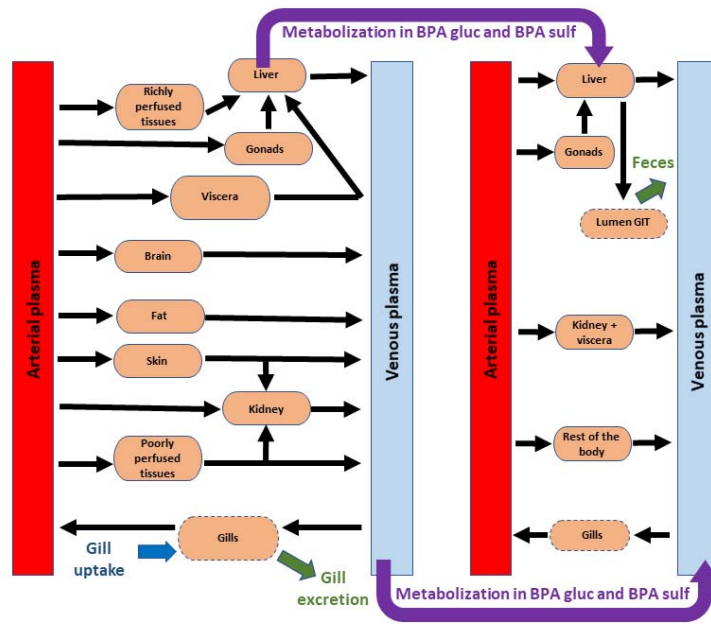 Metabolization in BPA gluc and BPA sulf
Arterial plasma
Richly
perfused
tissues
Liver
Gonads
Viscera
Brain
Fat
Skin
Kidney
Poorly
perfused
tissues
Gills
Gill
uptake
Gill
excretion
Venous plasma
Arterial plasma
Liver
Gonads
Feces
Lumen GIT
Kidney +
viscera
Rest of the
body
Gills
Venous plasma
Metabolization in BPA gluc and BPA sulf